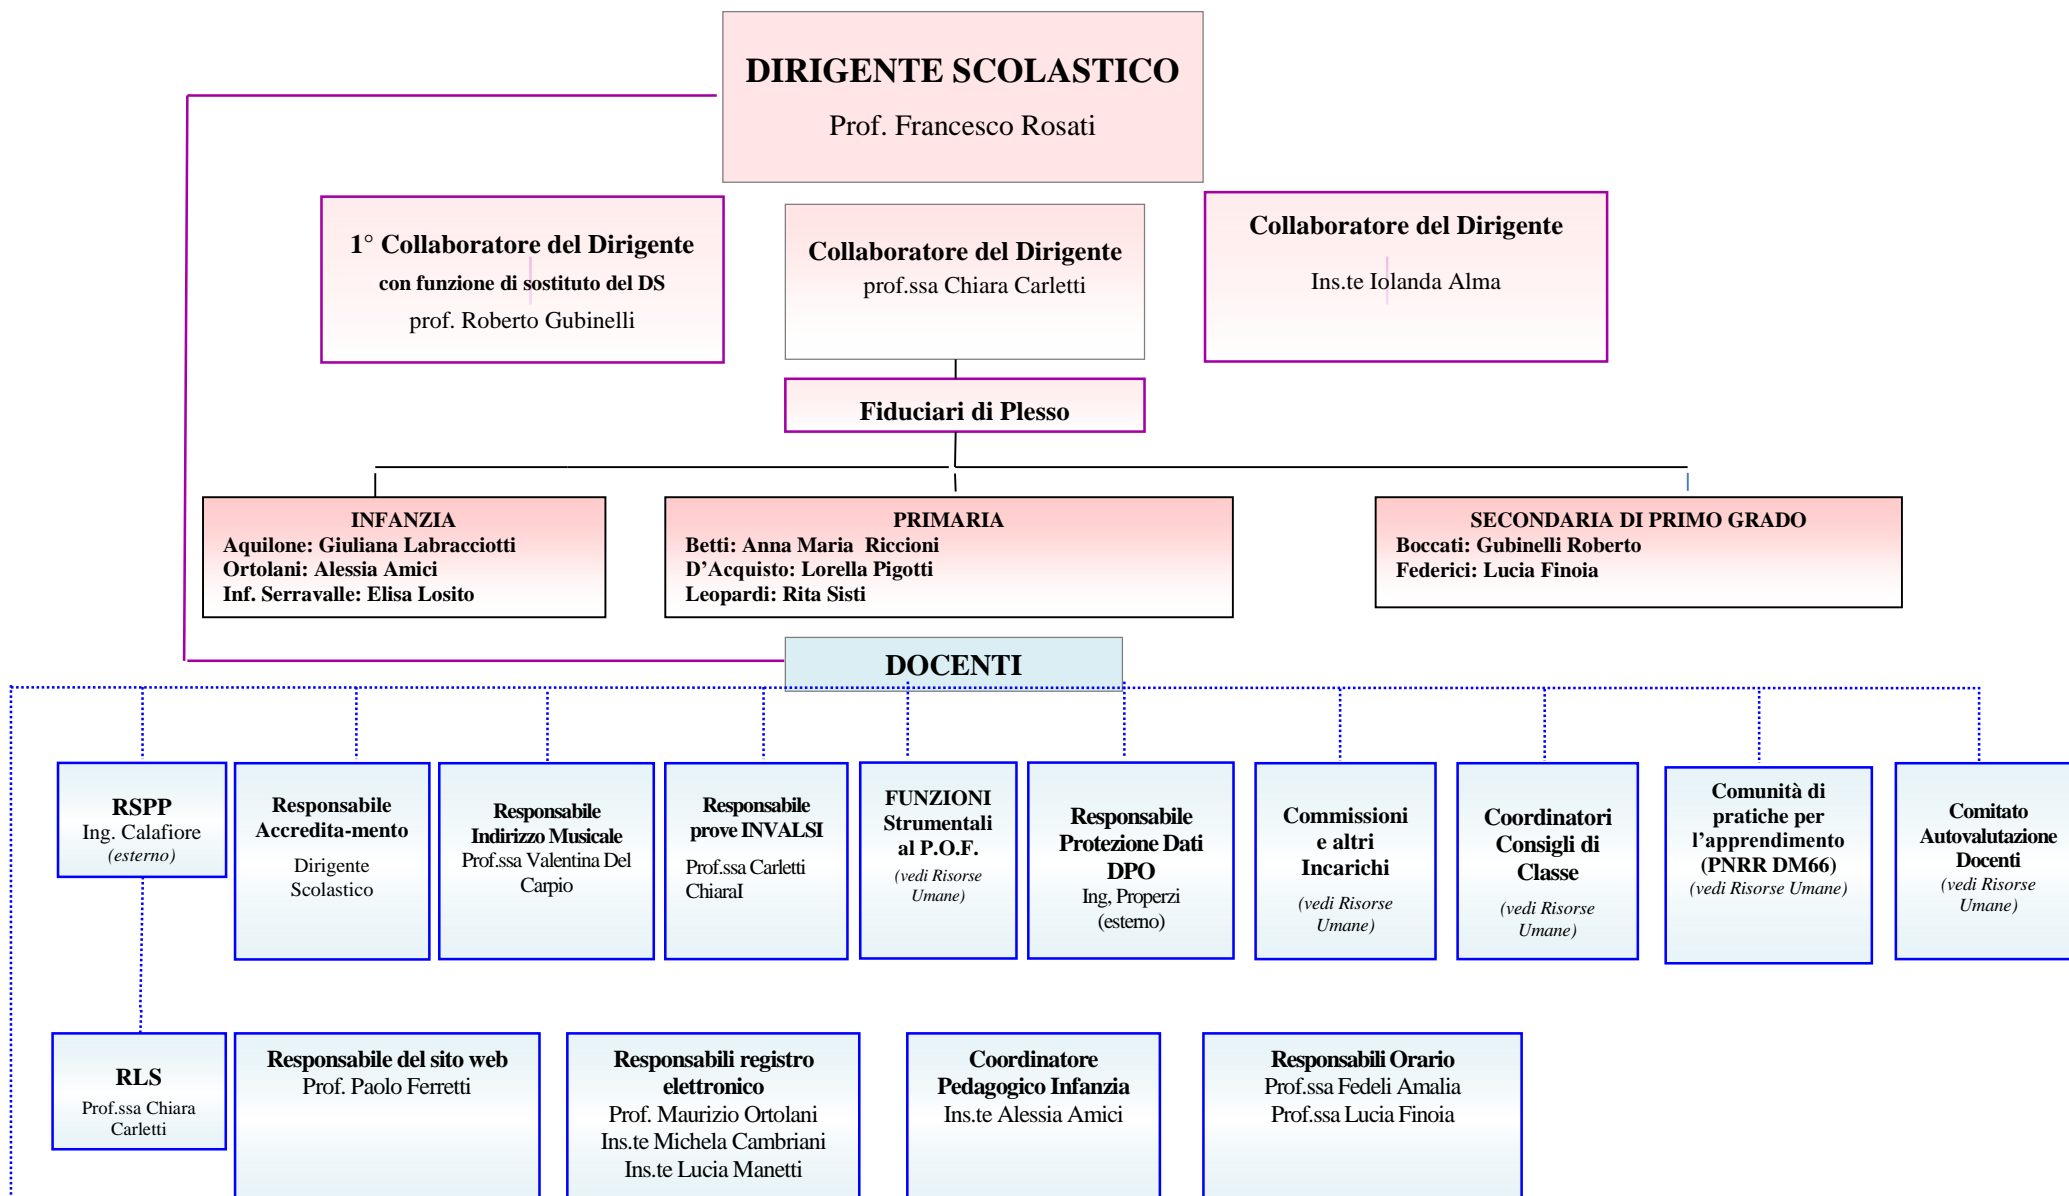 DIRIGENTE SCOLASTICO
Prof. Francesco Rosati
1° Collaboratore del Dirigente
con funzione di sostituto del DS
prof. Roberto Gubinelli
Collaboratore del Dirigente
prof.ssa Chiara Carletti
Collaboratore del Dirigente
Ins.te Iolanda Alma
Fiduciari di Plesso
INFANZIA
Aquilone: Giuliana Labracciotti
Ortolani: Alessia Amici
Inf. Serravalle: Elisa Losito
PRIMARIA
Betti: Anna Maria Riccioni
D’Acquisto: Lorella Pigotti
Leopardi: Rita Sisti
SECONDARIA DI PRIMO GRADO
Boccati: Gubinelli Roberto
Federici: Lucia Finoia
DOCENTI
RSPP
Ing. Calafiore
(esterno)
Responsabile
Accredita-mento
Dirigente
Scolastico
Responsabile
Indirizzo Musicale
Prof.ssa Valentina Del
Carpio
Responsabile
prove INVALSI
Prof.ssa Carletti
ChiaraI
FUNZIONI
Strumentali
al P.O.F.
(vedi Risorse
Umane)
Responsabile
Protezione Dati
DPO
Ing, Properzi
(esterno)
Commissioni
e altri
Incarichi
(vedi Risorse
Umane)
Coordinatori
Consigli di
Classe
(vedi Risorse
Umane)
Comunità di
pratiche per
l’apprendimento
(PNRR DM66)
(vedi Risorse Umane)
Comitato
Autovalutazione
Docenti
(vedi Risorse
Umane)
RLS
Prof.ssa Chiara
Carletti
Responsabile del sito web
Prof. Paolo Ferretti
Responsabili registro
elettronico
Prof. Maurizio Ortolani
Ins.te Michela Cambriani
Ins.te Lucia Manetti
Coordinatore
Pedagogico Infanzia
Ins.te Alessia Amici
Responsabili Orario
Prof.ssa Fedeli Amalia
Prof.ssa Lucia Finoia